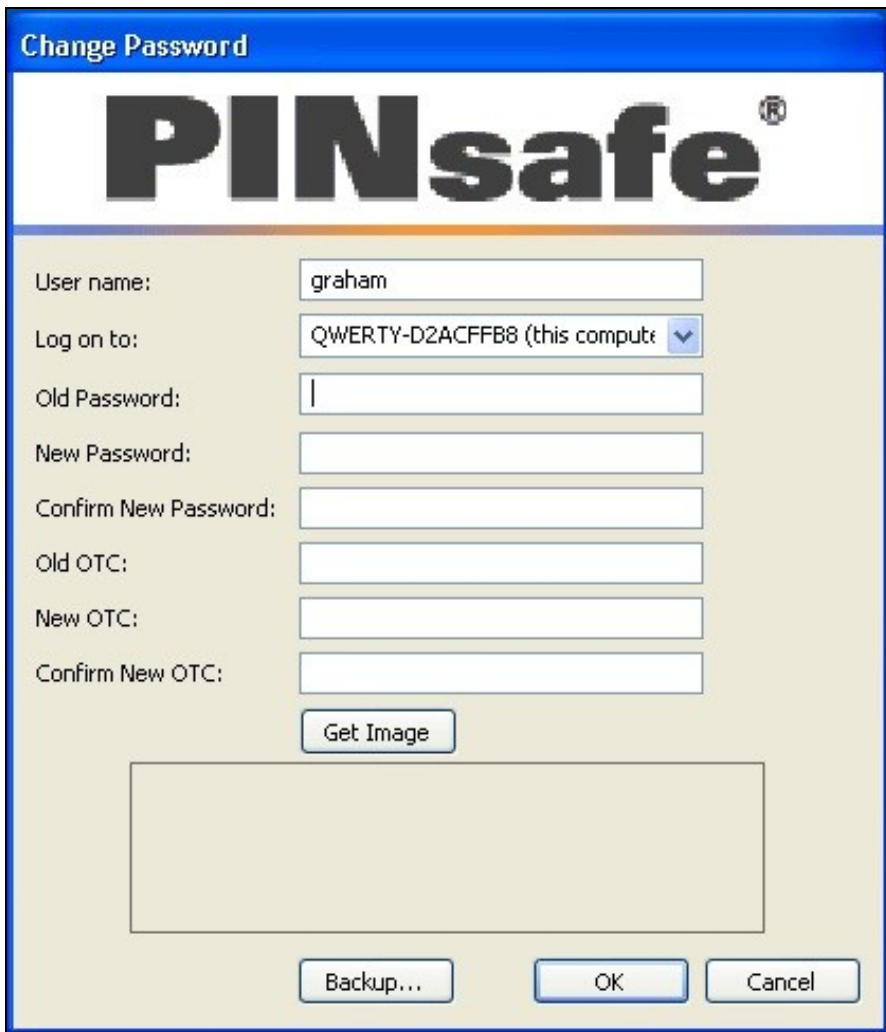 Change Password
PINsafe®
User name: graham
Log on to: QWERTY-D2ACFFB8 (this compute
Old Password:
New Password:
Confirm New Password:
Old OTC:
New OTC:
Confirm New OTC:
Get Image
Backup... OK Cancel